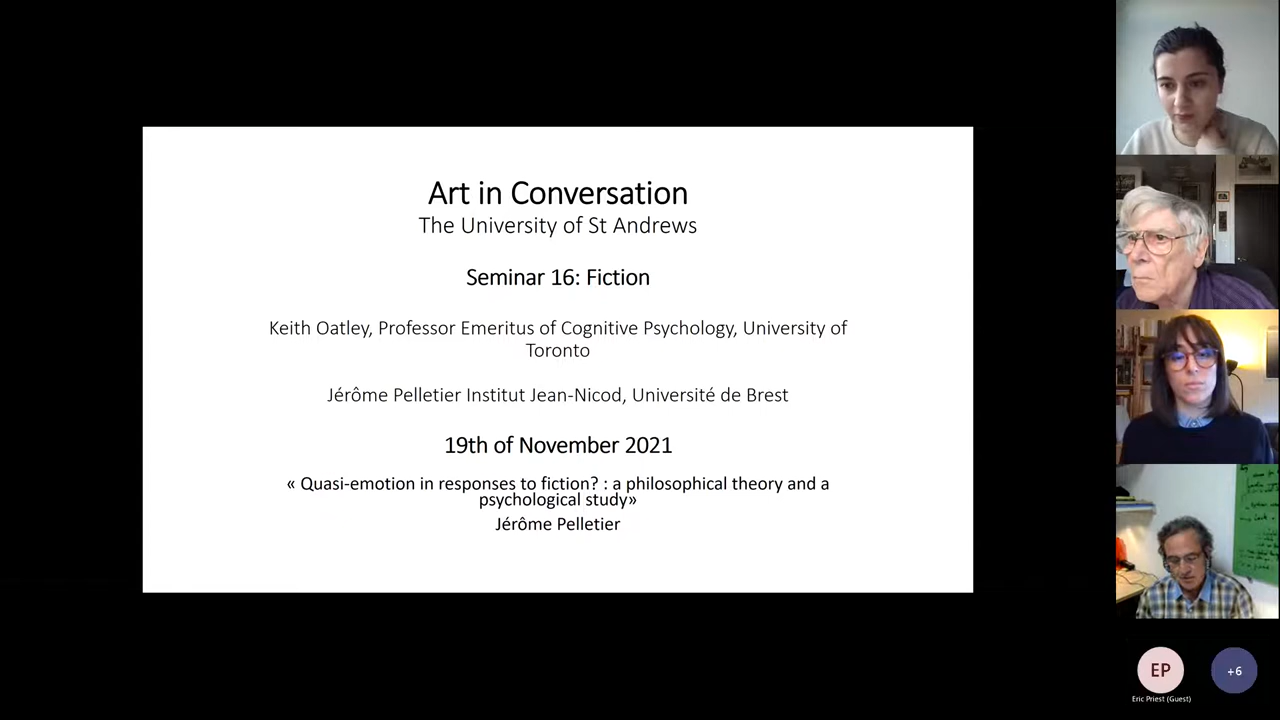 Art in Conversation
The University of St Andrews
Seminar 16: Fiction
Keith Oatley, Professor Emeritus of Cognitive Psychology, University of
Toronto
Jérôme Pelletier Institut Jean-Nicod, Université de Brest
19th of November 2021
« Quasi-emotion in responses to fiction? : a philosophical theory and a
psychological study»
Jérôme Pelletier
EP
+6
Eric Priest (Guest)